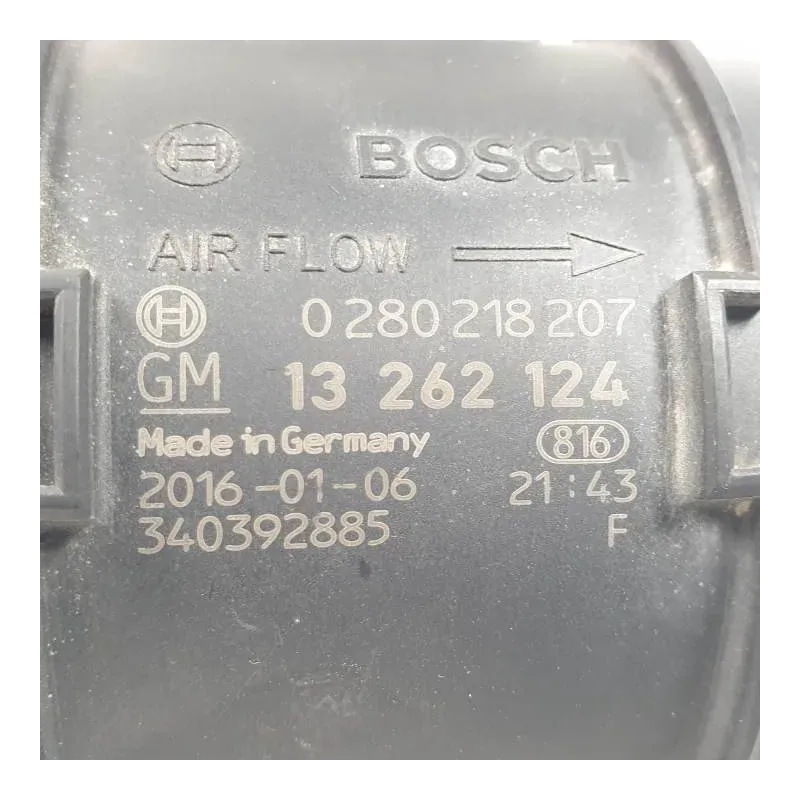 BOSCH
AIR FLOW
0 280 218 207
GM 13 262 124
Made in Germany 816
2016-01-06 21:43
340392885 F